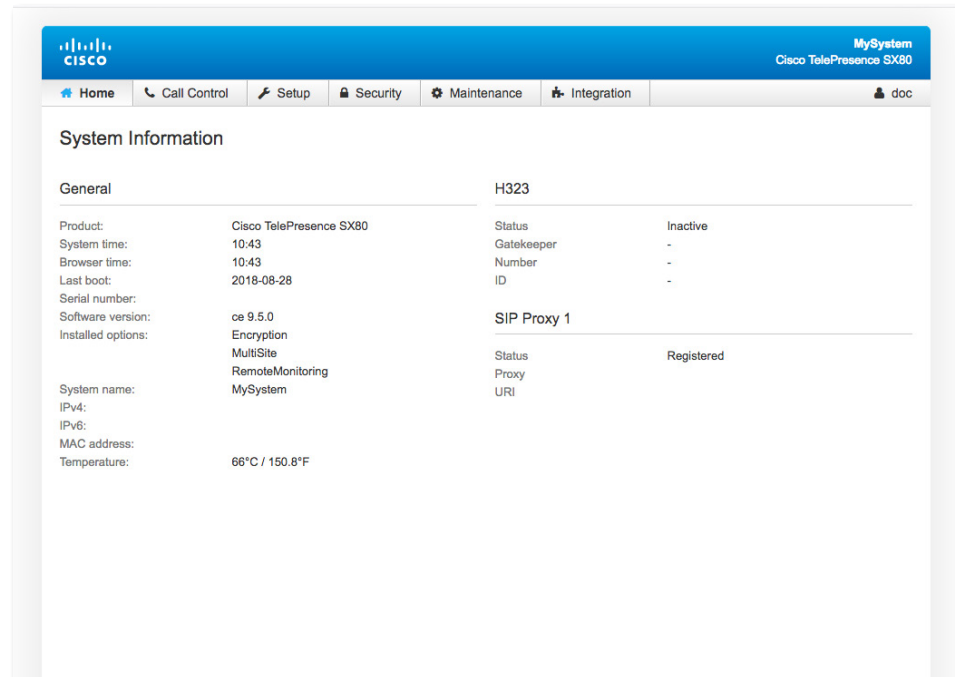 CISCO
MySystem
Cisco TelePresence SX80
Home Call Control Setup Security Maintenance Integration doc
System Information
General
Product: Cisco TelePresence SX80
System time: 10:43
Browser time: 10:43
Last boot: 2018-08-28
Serial number:
Software version: ce 9.5.0
Installed options: Encryption
MultiSite
RemoteMonitoring
System name: MySystem
IPv4:
IPv6:
MAC address:
Temperature: 66°C / 150.8°F
H323
Status Inactive
Gatekeeper -
Number -
ID -
SIP Proxy 1
Status Registered
Proxy
URI